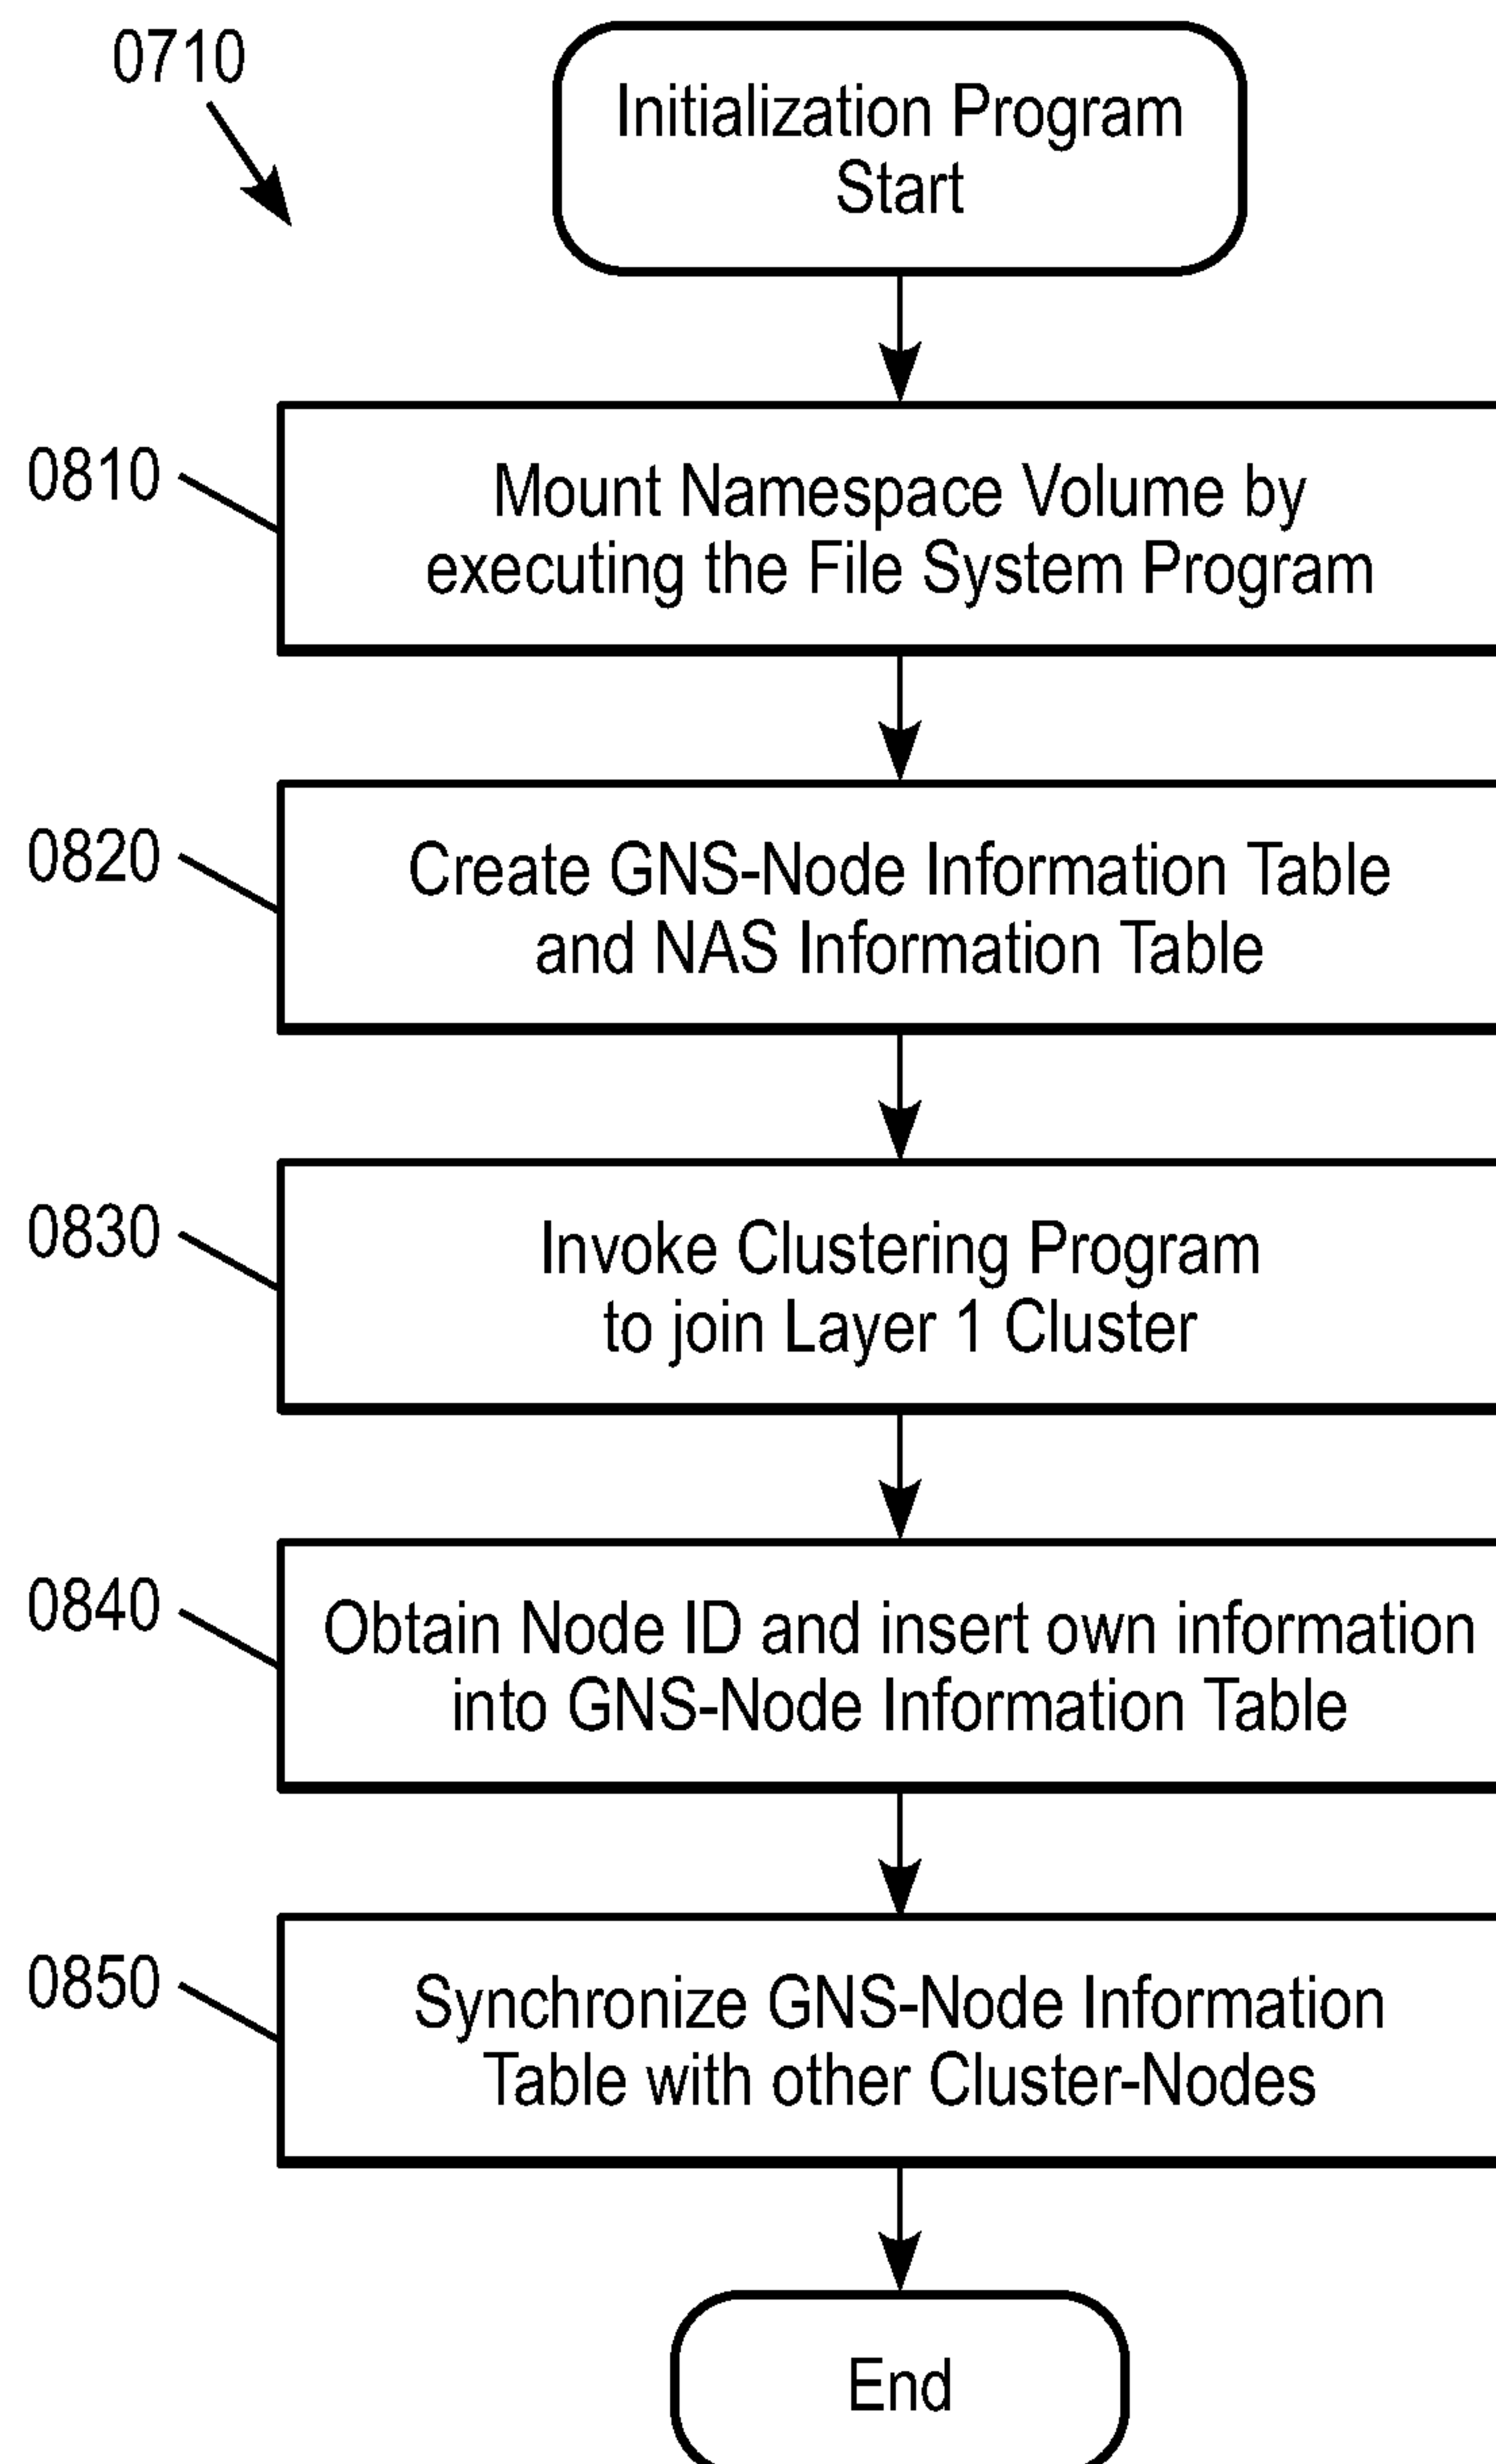 0710
Initialization Program
Start
0810
Mount Namespace Volume by
executing the File System Program
0820
Create GNS-Node Information Table
and NAS Information Table
0830
Invoke Clustering Program
to join Layer 1 Cluster
0840
Obtain Node ID and insert own information
into GNS-Node Information Table
0850
Synchronize GNS-Node Information
Table with other Cluster-Nodes
End